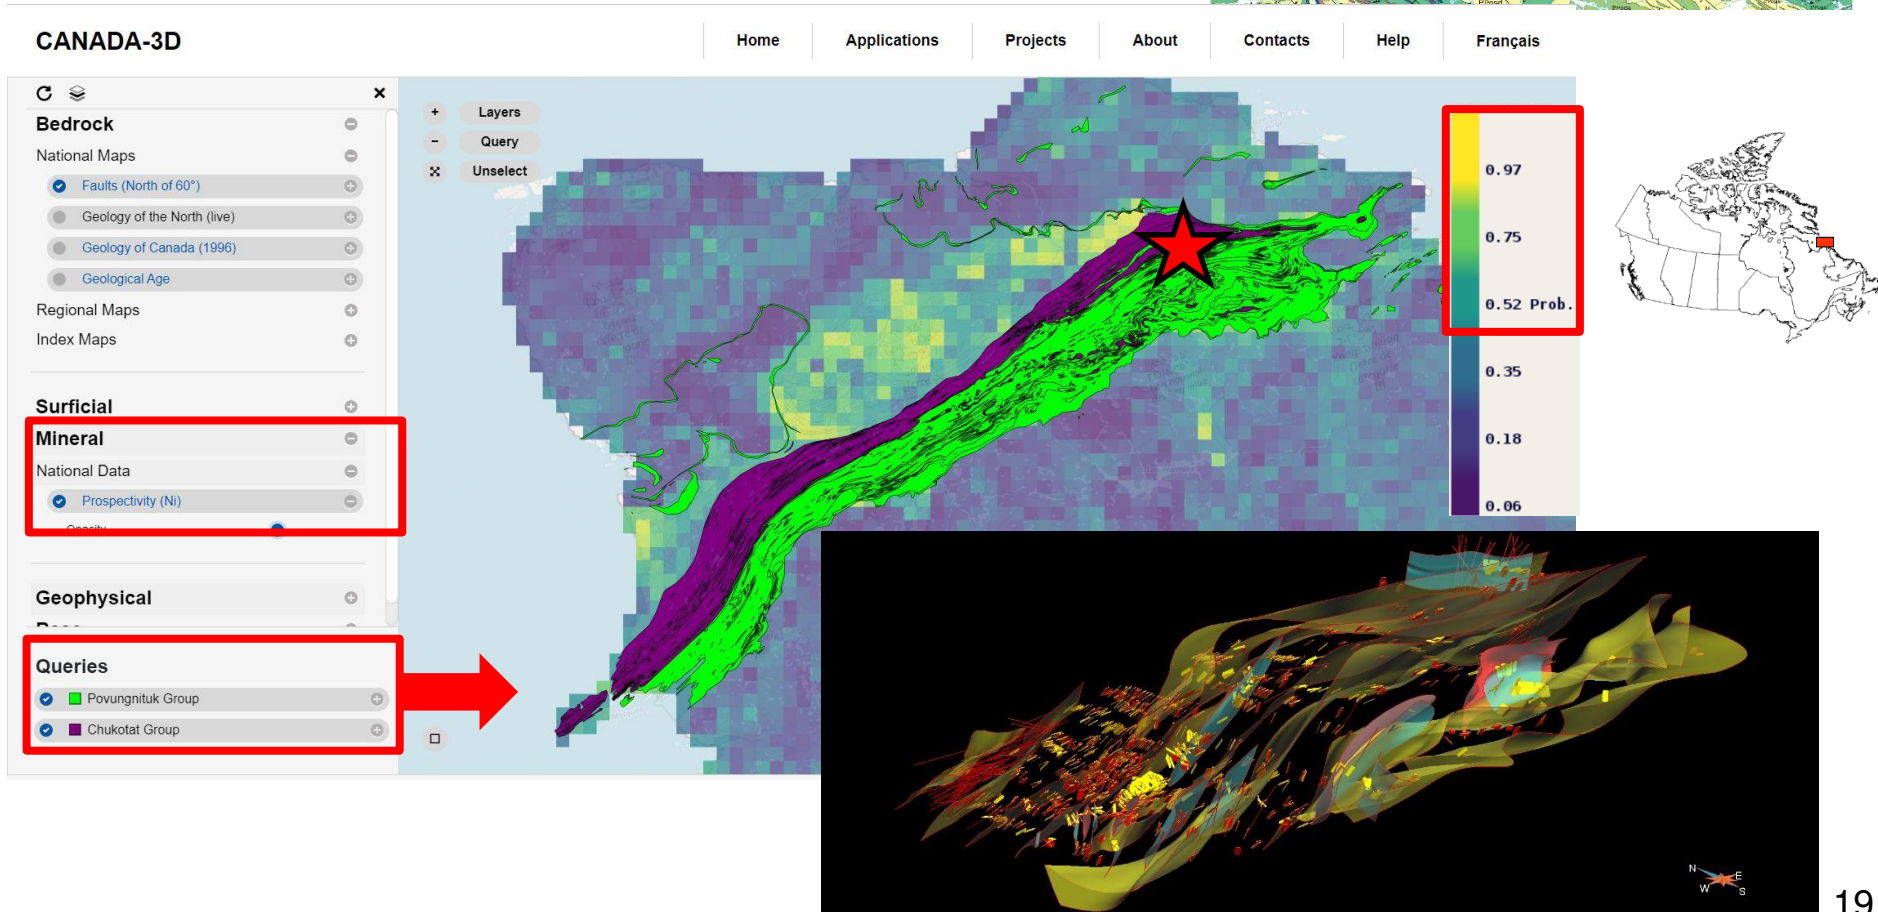 CANADA-3D
Home Applications Projects About Contacts Help Français
Bedrock
National Maps
Faults (North of 60°)
Geology of the North (live)
Geology of Canada (1996)
Geological Age
Regional Maps
Index Maps
Surficial
Mineral
National Data
Prospectivity (Ni)
Opacity
Geophysical
Queries
Povungnituk Group
Chukotat Group
+ Layers
- Query
Unselect
0.97
0.75
0.52 Prob.
0.35
0.18
0.06
N
E
W
S
19